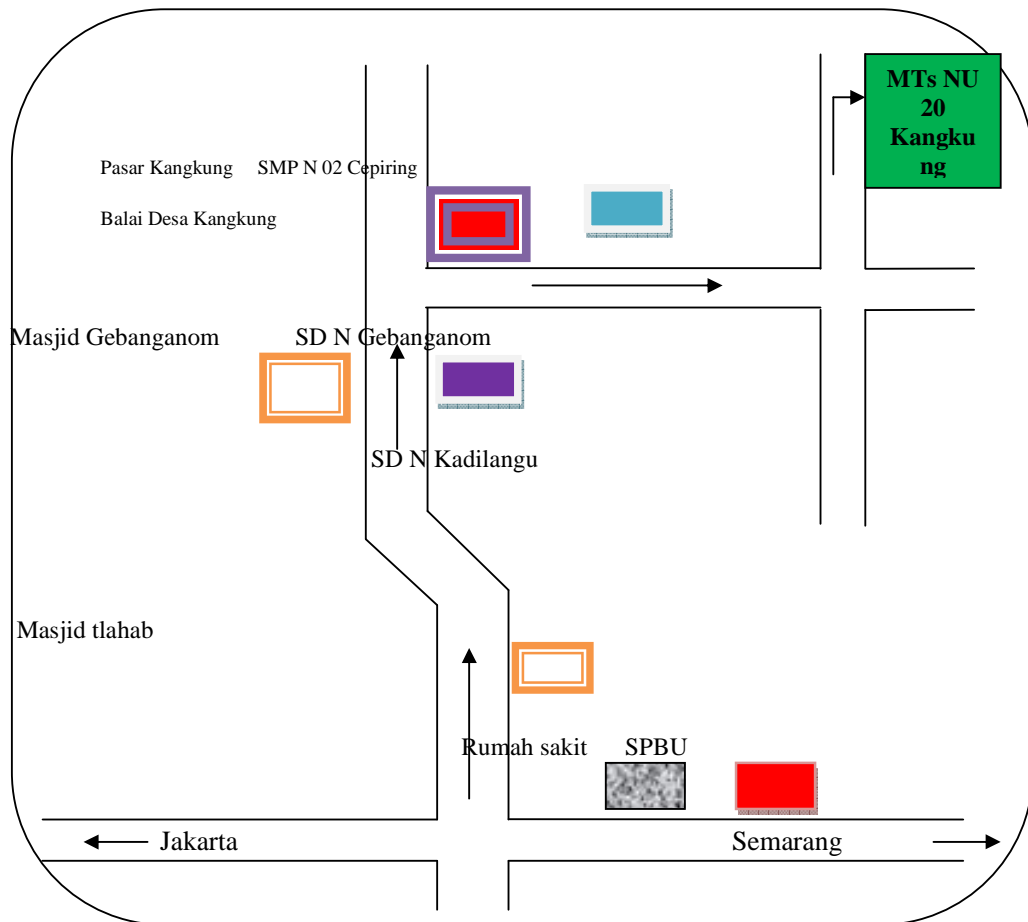 MTs NU
20
Kangku
ng
Pasar Kangkung SMP N 02 Cepiring
Balai Desa Kangkung
Masjid Gebanganom SD N Gebanganom
SD N Kadilangu
Masjid tlahab
Rumah sakit SPBU
Jakarta Semarang